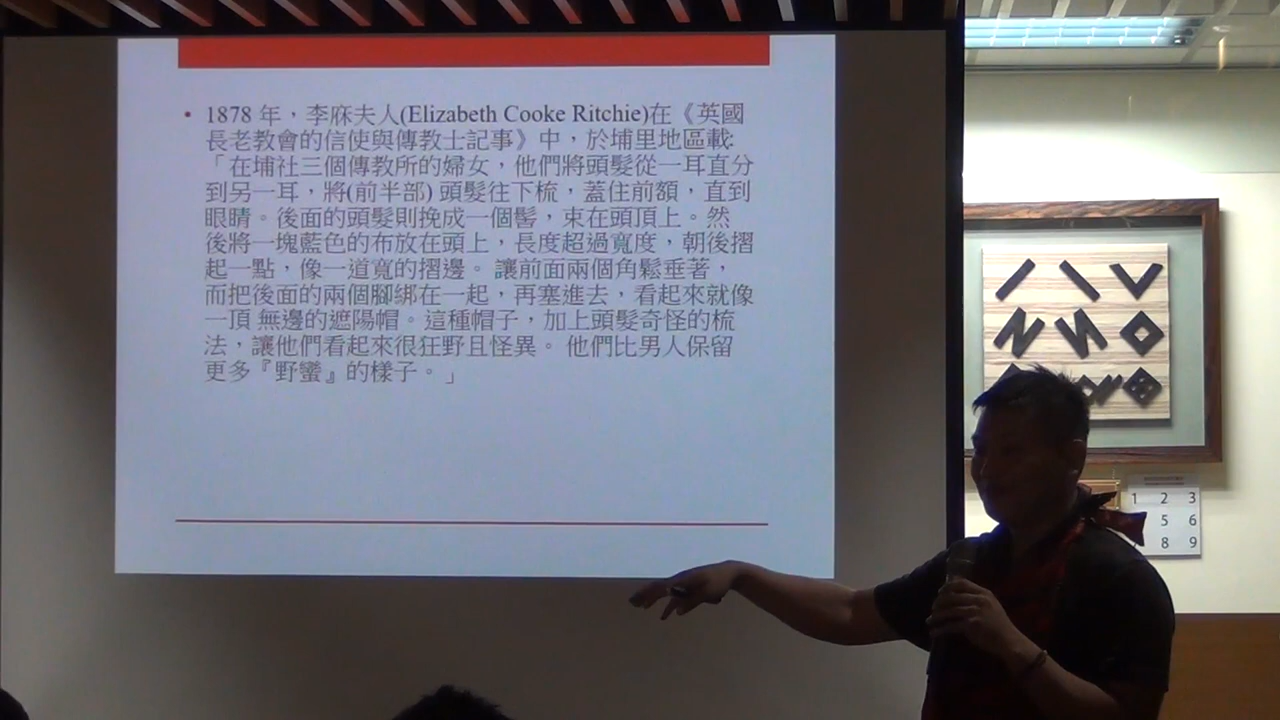 • 1878 年，李庥夫人(Elizabeth Cooke Ritchie)在《英國
長老教會的信使與傳教士記事》中，於埔里地區載:
「在埔社三個傳教所的婦女，他們將頭髮從一耳直分
到另一耳，將(前半部) 頭髮往下梳，蓋住前額，直到
眼睛。後面的頭髮則挽成一個髻，束在頭頂上。然
後將一塊藍色的布放在頭上，長度超過寬度，朝後摺
起一點，像一道寬的摺邊。 讓前面兩個角鬆垂著，
而把後面的兩個腳綁在一起，再塞進去，看起來就像
一頂 無邊的遮陽帽。這種帽子，加上頭髮奇怪的梳
法，讓他們看起來很狂野且怪異。 他們比男人保留
更多『野蠻』的樣子。」
1 2 3
5 6
8 9